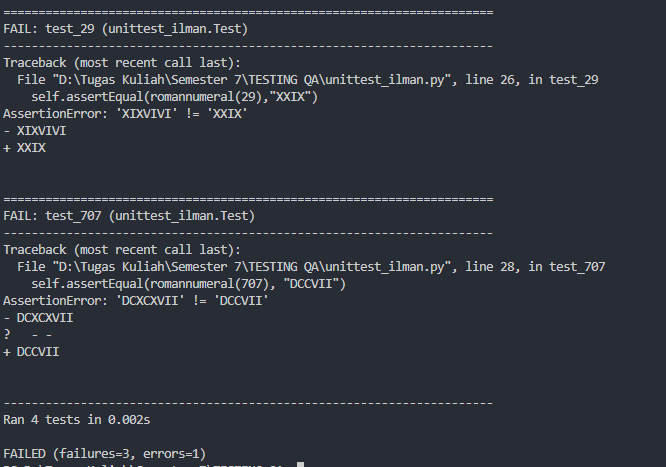 ======================================================================
FAIL: test_29 (unittest_ilman.Test)
----------------------------------------------------------------------
Traceback (most recent call last):
  File "D:\Tugas Kuliah\Semester 7\TESTING QA\unittest_ilman.py", line 26, in test_29
    self.assertEqual(romannumeral(29),"XXIX")
AssertionError: 'XIXVIVI' != 'XXIX'
- XIXVIVI
+ XXIX
======================================================================
FAIL: test_707 (unittest_ilman.Test)
----------------------------------------------------------------------
Traceback (most recent call last):
  File "D:\Tugas Kuliah\Semester 7\TESTING QA\unittest_ilman.py", line 28, in test_707
    self.assertEqual(romannumeral(707), "DCCVII")
AssertionError: 'DCXCXVII' != 'DCCVII'
- DCXCXVII
?   - -
+ DCCVII
----------------------------------------------------------------------
Ran 4 tests in 0.002s
FAILED (failures=3, errors=1)